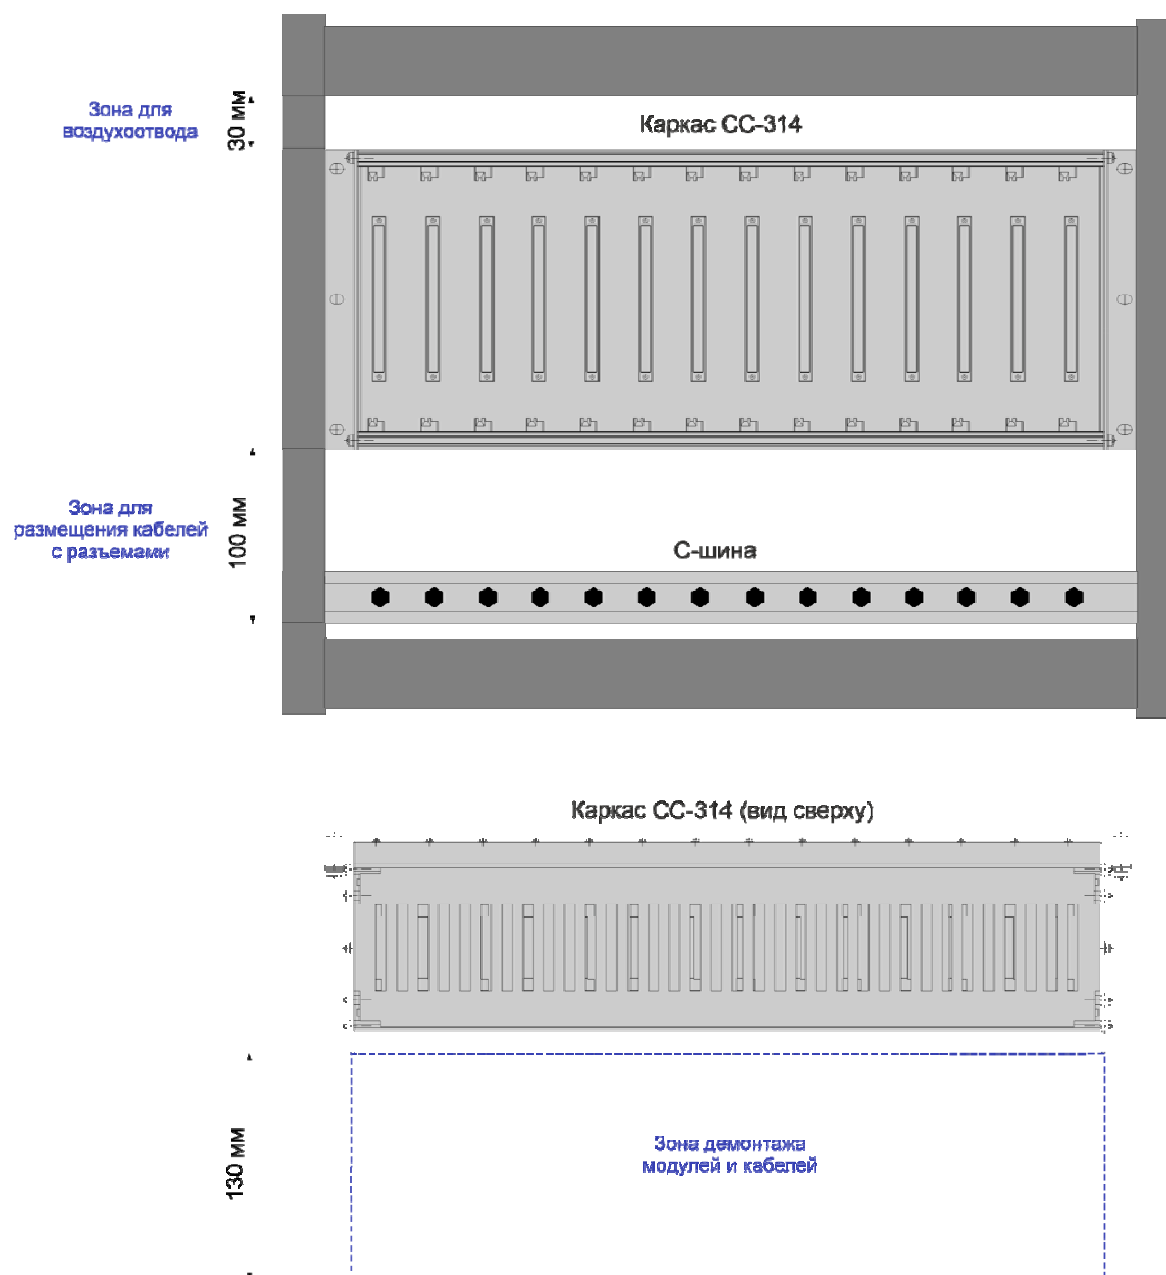 Зона для
воздухоотвода
30 мм
Каркас СС-314
Зона для
размещения кабелей
с разъемами
100 мм
С-шина
Каркас СС-314 (вид сверху)
130 мм
Зона демонтажа
модулей и кабелей